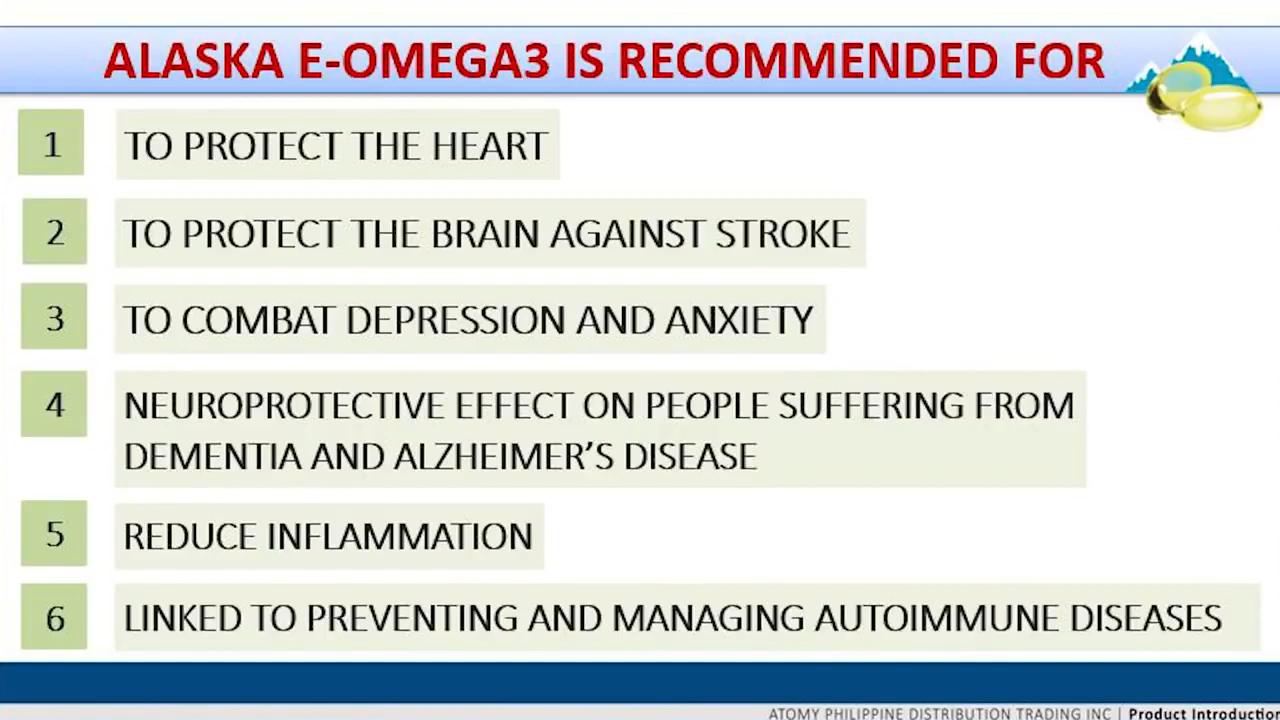 ALASKA E-OMEGA3 IS RECOMMENDED FOR
1 TO PROTECT THE HEART
2 TO PROTECT THE BRAIN AGAINST STROKE
3 TO COMBAT DEPRESSION AND ANXIETY
4 NEUROPROTECTIVE EFFECT ON PEOPLE SUFFERING FROM
DEMENTIA AND ALZHEIMER’S DISEASE
5 REDUCE INFLAMMATION
6 LINKED TO PREVENTING AND MANAGING AUTOIMMUNE DISEASES
ATOMY PHILIPPINE DISTRIBUTION TRADING INC | Product Introduction